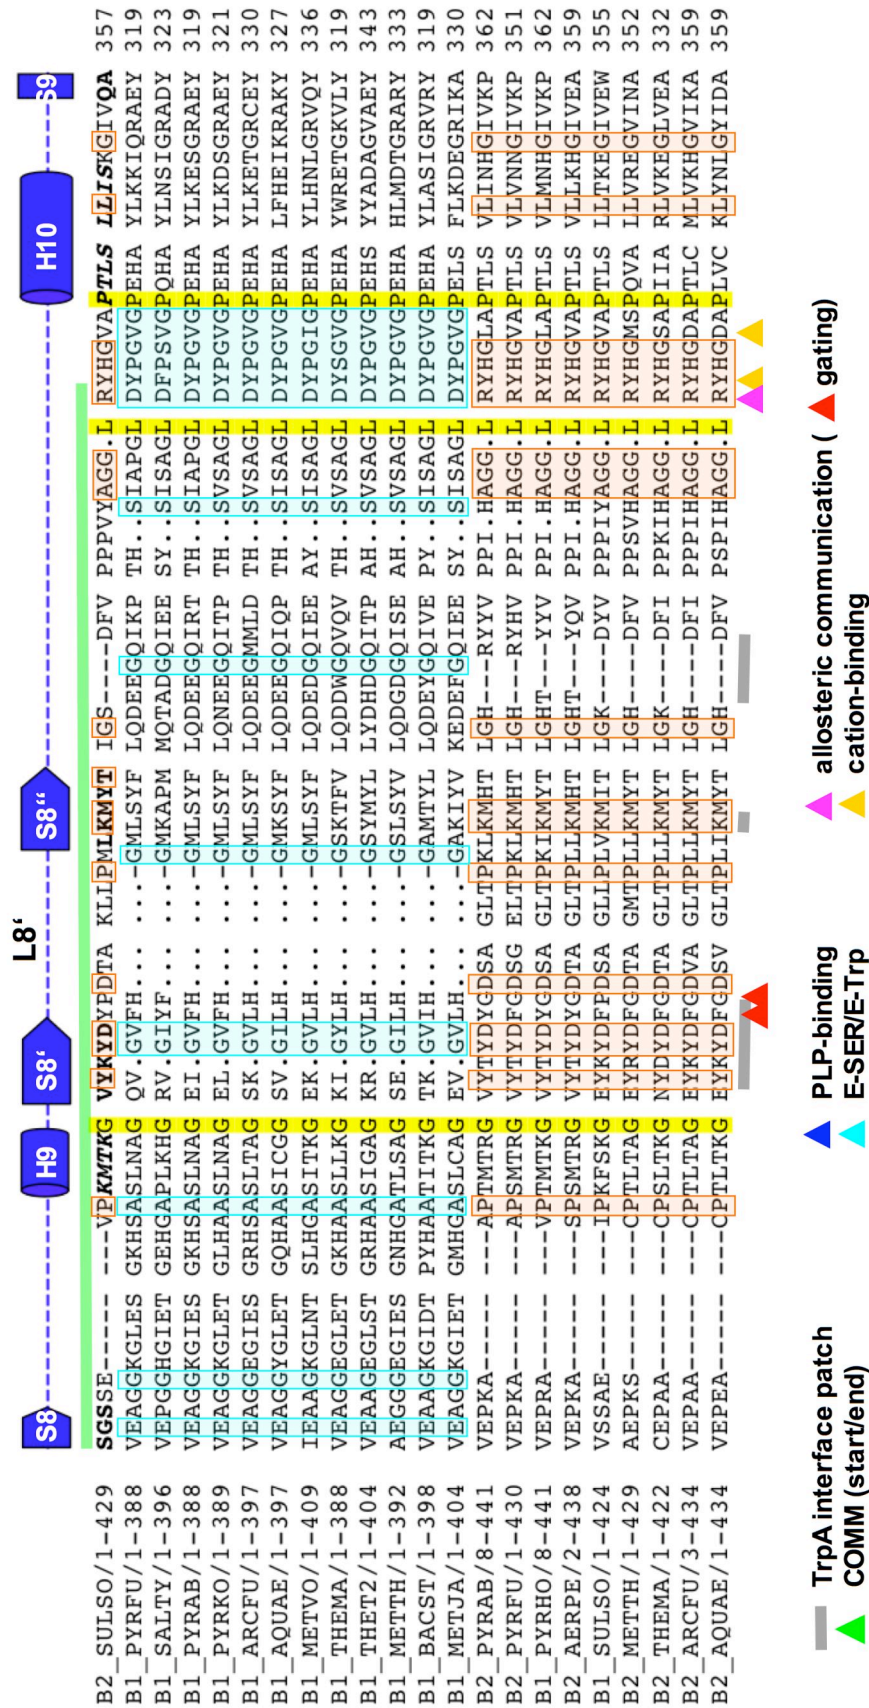 L8‘
S8 H9 S8‘ S8“ H10 S9
B2_SULSO/1-429 SGSSE----- ---VPKMTKG VYKYDYPDTA KLLPMLKMYT IGS----DFV PPPVYAGG.L RYHGVAPTLS LLISKGIVQA 357
B1_PYRFU/1-388 VEAGGKGLES GKHSASLNAG QV.GVFH... ...-GMLSYF LQDEEGQIKP TH..SIAPGL DYPGVGPEHA YLKKIQRAEY 319
B1_SALTY/1-396 VEPGGHGIET GEHGAPLKHG RV.GIYF... ...-GMKAPM MQTADGQIEE SY..SISAGL DFPSVGPQHA YLNSIGRADY 323
B1_PYRAB/1-388 VEAGGKGIES GKHSASLNAG EI.GVFH... ...-GMLSYF LQDEEGQIRT TH..SIAPGL DYPGVGPEHA YLKESGRAEY 319
B1_PYRKO/1-389 VEAGGKGLET GLHAASLNAG EL.GVFH... ...-GMLSYF LQNEEGQITP TH..SVSAGL DYPGVGPEHA YLKDSGRAEY 321
B1_ARCFU/1-397 VEAGGEGIES GRHSASLTAG SK.GVLH... ...-GMLSYF LQDEEGMMLD TH..SVSAGL DYPGVGPEHA YLKETGRCEY 330
B1_AQUAE/1-397 VEAGGYGLET GQHAASICGG SV.GILH... ...-GMKSYF LQDEEGQIQP TH..SISAGL DYPGVGPEHA LFHEIKRAKY 327
B1_METVO/1-409 IEAAGKGLNT SLHGASITKG EK.GVLH... ...-GMLSYF LQDEDGQIEE AY..SISAGL DYPGIGPEHA YLHNLGRVQY 336
B1_THEMA/1-388 VEAGGEGLET GKHAASLLKG KI.GYLH... ...-GSKTFV LQDDWGQVQV TH..SVSAGL DYSGVGPEHA YWRETGKVLY 319
B1_THET2/1-404 VEAAGEGLST GRHAASIGAG KR.GVLH... ...-GSYMYL LYDHDGQITP AH..SVSAGL DYPGVGPEHS YYADAGVAEY 343
B1_METTH/1-392 AEGGGEGIES GNHGATLSAG SE.GILH... ...-GSLSYV LQDGDGQISE AH..SVSAGL DYPGVGPEHA HLMDTGRARY 333
B1_BACST/1-398 VEAAGKGIDT PYHAATITKG TK.GVIH... ...-GAMTYL LQDEYGQIVE PY..SISAGL DYPGVGPEHA YLASIGRVRY 319
B1_METJA/1-404 VEAGGKGIET GMHGASLCAG EV.GVLH... ...-GAKIYV KEDEFGQIEE SY..SISAGL DYPGVGPELS FLKDEGRIKA 330
B2_PYRAB/8-441 VEPKA----- ---APTMTRG VYTYDYGDSA GLTPKLKMHT LGH---RYYV PPI.HAGG.L RYHGLAPTLS VLINHGIVKP 362
B2_PYRFU/1-430 VEPKA----- ---APSMTRG VYTYDFGDSG ELTPKLKMHT LGH---RYHV PPI.HAGG.L RYHGVAPTLS VLVNNGIVKP 351
B1_PYRHO/8-441 VEPRA----- ---VPTMTKG VYTYDYGDSA GLTPKIKMYT LGHT---YYV PPI.HAGG.L RYHGLAPTLS VLMNHGIVKP 362
B2_AERPE/2-438 VEPKA----- ---SPSMTRG VYTYDYGDTA GLTPLLKMHT LGHT---YQV PPI.HAGG.L RYHGVAPTLS VLLKHGIVEA 359
B1_SULSO/1-424 VSSAE----- ---IPKFSKG EYKYDFPDSA GLLPLVKMIT LGK----DYV PPPIYAGG.L RYHGVAPTLS LLTKEGIVEW 355
B2_METTH/1-429 AEPKS----- ---CPTLTAG EYRYDFGDTA GMTPLLKMYT LGH----DFV PPSVHAGG.L RYHGMSPQVA LLVREGVINA 352
B2_THEMA/1-422 CEPAA----- ---CPSLTKG NYDYDFGDTA GLTPLLKMYT LGK----DFI PPKIHAGG.L RYHGSAPIIA RLVKEGLVEA 332
B2_ARCFU/3-434 VEPAA----- ---CPTLTAG EYKYDFGDVA GLTPLLKMYT LGH----DFI PPPIHAGG.L RYHGDAPTLC MLVKHGVIKA 359
B2_AQUAE/1-434 VEPEA----- ---CPTLTKG EYKYDFGDSV GLTPLIKMYT LGH----DFV PSPIHAGG.L RYHGDAPLVC KLYNLGYIDA 359
TrpA interface patch PLP-binding allosteric communication ( gating)
COMM (start/end) E-SER/E-Trp cation-binding